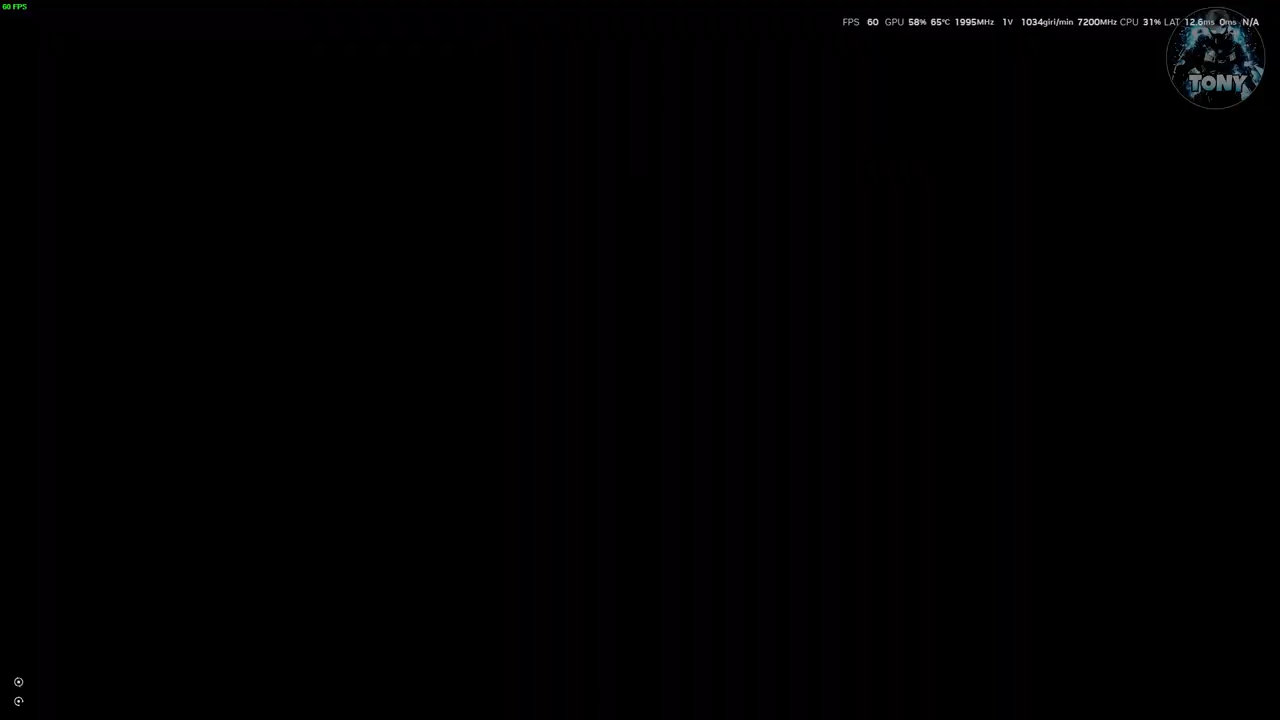 60 FPS
FPS 60 GPU 58% 65°C 1995MHz 1V 1034giri/min 7200MHz CPU 31% LAT 12.6ms 0ms N/A
TONY